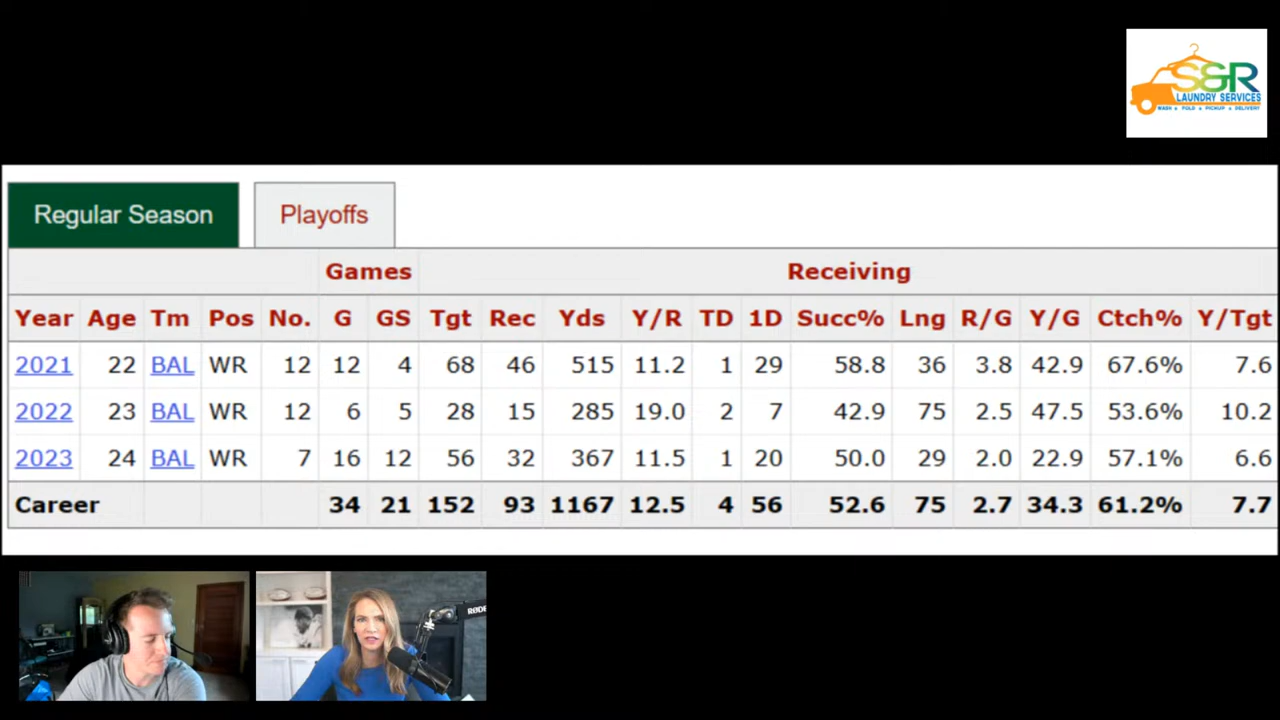 S&R
LAUNDRY SERVICES
WASH ★ FOLD ★ PICKUP ★ DELIVERY
Regular Season Playoffs
Games Receiving
Year Age Tm Pos No. G GS Tgt Rec Yds Y/R TD 1D Succ% Lng R/G Y/G Ctch% Y/Tgt
2021 22 BAL WR 12 12 4 68 46 515 11.2 1 29 58.8 36 3.8 42.9 67.6% 7.6
2022 23 BAL WR 12 6 5 28 15 285 19.0 2 7 42.9 75 2.5 47.5 53.6% 10.2
2023 24 BAL WR 7 16 12 56 32 367 11.5 1 20 50.0 29 2.0 22.9 57.1% 6.6
Career 34 21 152 93 1167 12.5 4 56 52.6 75 2.7 34.3 61.2% 7.7
RØDE